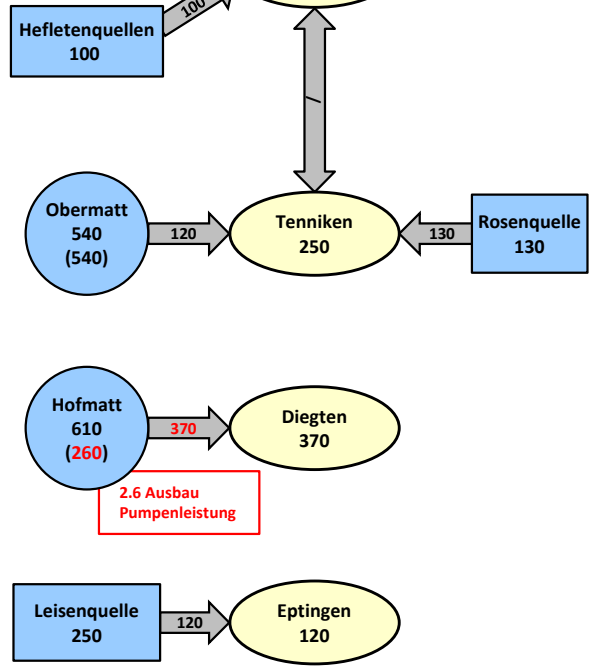 100
Hefletenquellen
100
/
Obermatt
540
(540)
120
Tenniken
250
130
Rosenquelle
130
Hofmatt
610
(260)
370
Diegten
370
2.6 Ausbau
Pumpenleistung
Leisenquelle
250
120
Eptingen
120